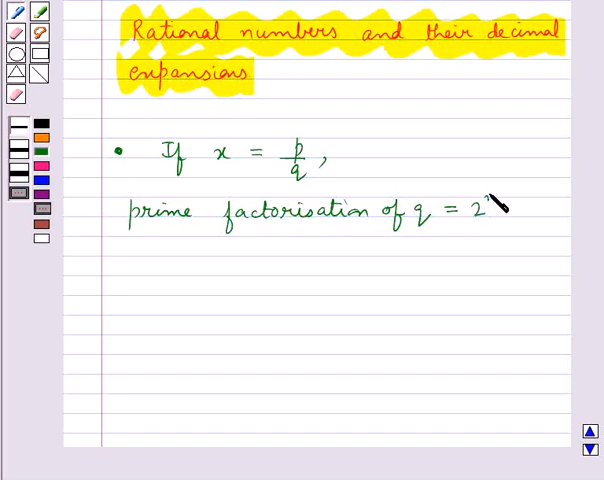 Rational numbers and their decimal
expansions
• If x = p/q,
prime factorisation of q = 2